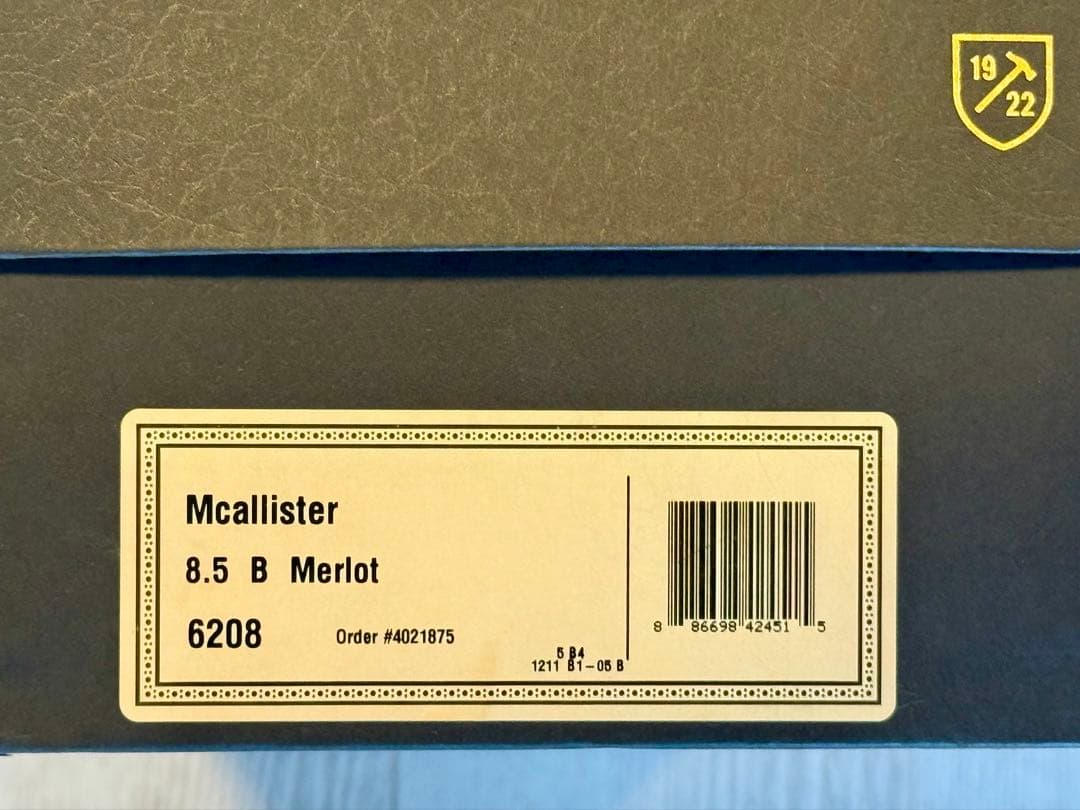 19
22
Mcallister
8.5 B Merlot
6208 Order #4021875
5 B4
1211 B1-05 B
8 86698 42451 5